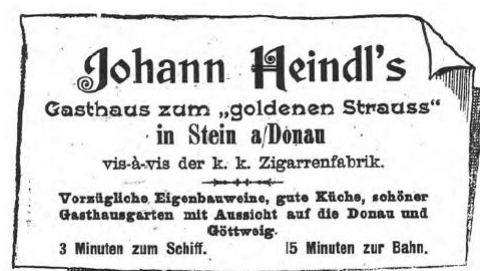 Johann Heindl's
Gasthaus zum „goldenen Strauss“
in Stein a/Donau
vis-à-vis der k. k. Zigarrenfabrik.
Vorzügliche Eigenbauweine, gute Küche, schöner
Gasthausgarten mit Aussicht auf die Donau und
Göttweig.
3 Minuten zum Schiff. 15 Minuten zur Bahn.